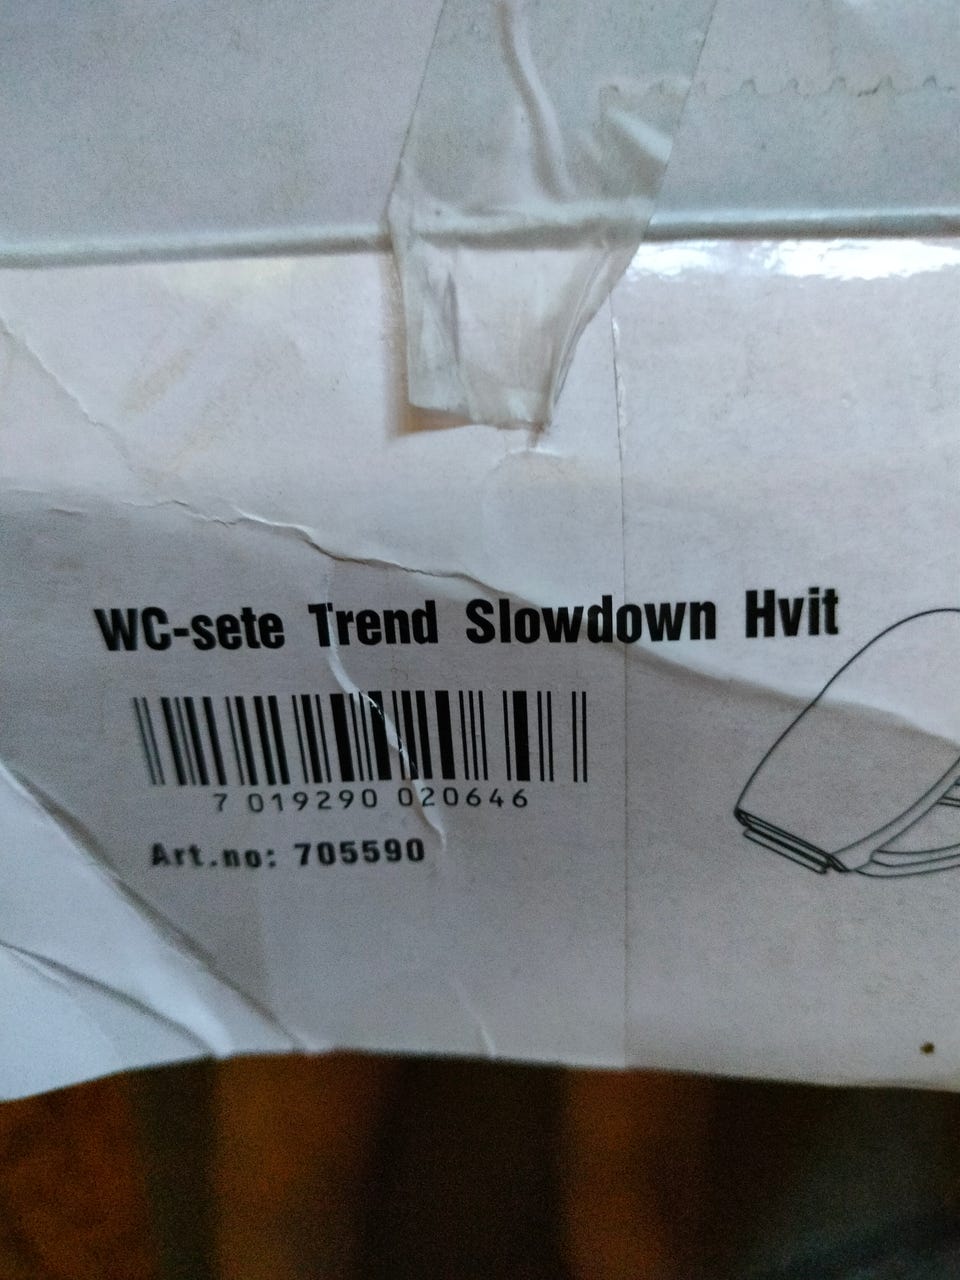 WC-sete Trend Slowdown Hvit
7 019290 020646
Art.no: 705590